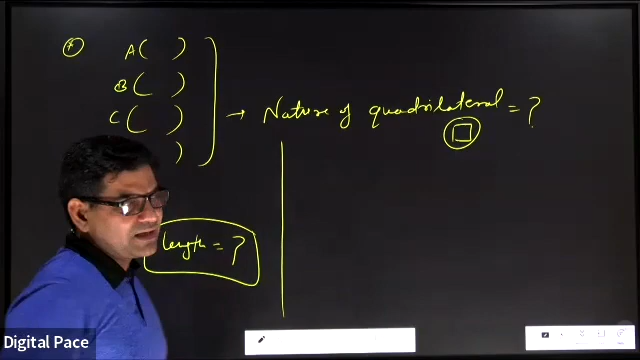 A( )
B( )
C( )
)
→ Nature of quadrilateral = ?
length = ?
Digital Pace